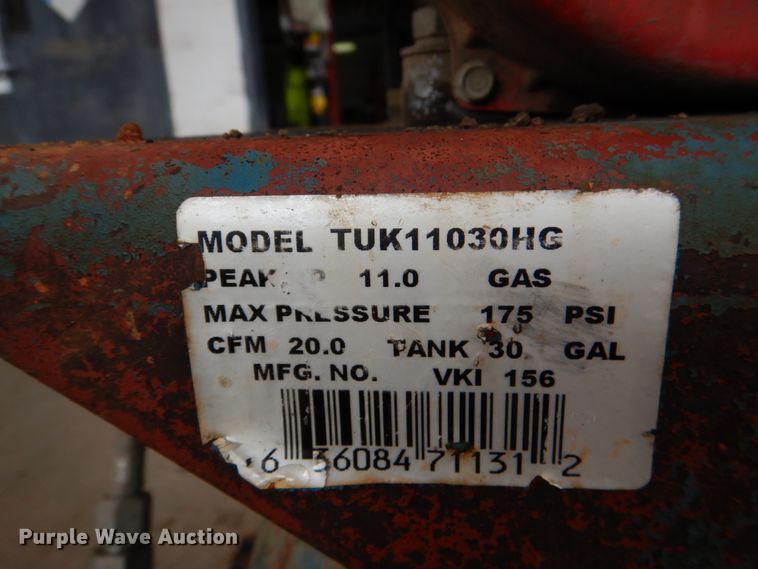 MODEL TUK11030HG
PEAK P 11.0 GAS
MAX PRESSURE 175 PSI
CFM 20.0 TANK 30 GAL
MFG. NO. VKI 156
6 36084 71131 2
Purple Wave Auction®